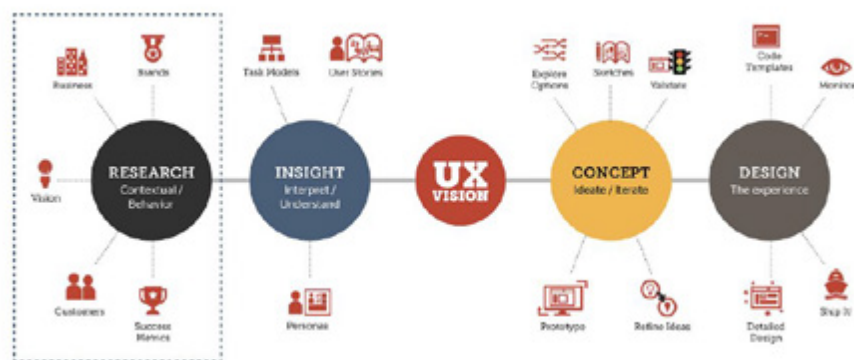 Business
Brands
Vision
RESEARCH
Contextual /
Behavior
Customers
Success
Metrics
Task Models
User Stories
INSIGHT
Interpret /
Understand
Personas
UX
VISION
Explore
Options
Sketches
Validate
CONCEPT
Ideate / Iterate
Prototype
Refine Ideas
Code
Templates
Monitor
DESIGN
The experience
Detailed
Design
Ship It!